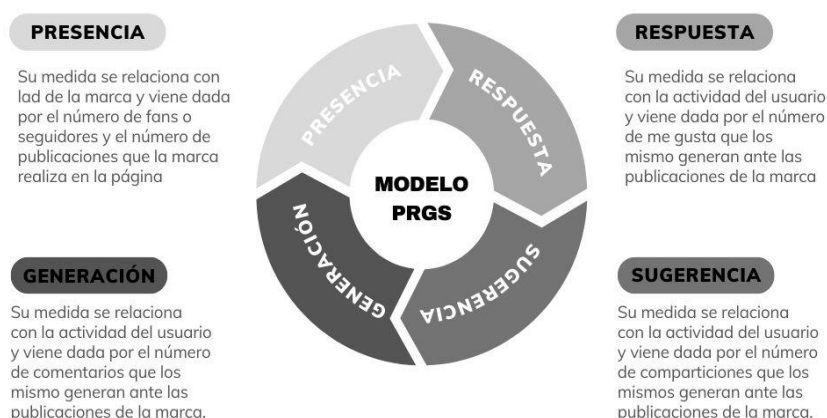 PRESENCIA
Su medida se relaciona con
lad de la marca y viene dada
por el número de fans o
seguidores y el número de
publicaciones que la marca
realiza en la página
PRESENCIA
RESPUESTA
MODELO
PRGS
GENERACIÓN
SUGERENCIA
RESPUESTA
Su medida se relaciona
con la actividad del usuario
y viene dada por el número
de me gusta que los
mismo generan ante las
publicaciones de la marca
GENERACIÓN
Su medida se relaciona
con la actividad del usuario
y viene dada por el número
de comentarios que los
mismo generan ante las
publicaciones de la marca.
SUGERENCIA
Su medida se relaciona
con la actividad del usuario
y viene dada por el número
de comparticiones que los
mismos generan ante las
publicaciones de la marca.